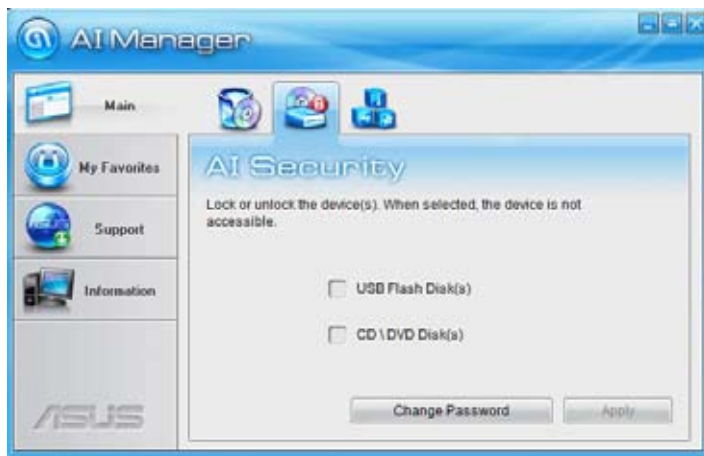 AI Manager
Main
My Favorites
Support
Information
ASUS
AI Security
Lock or unlock the device(s). When selected, the device is not
accessible.
USB Flash Disk(s)
CD \ DVD Disk(s)
Change Password
Apply